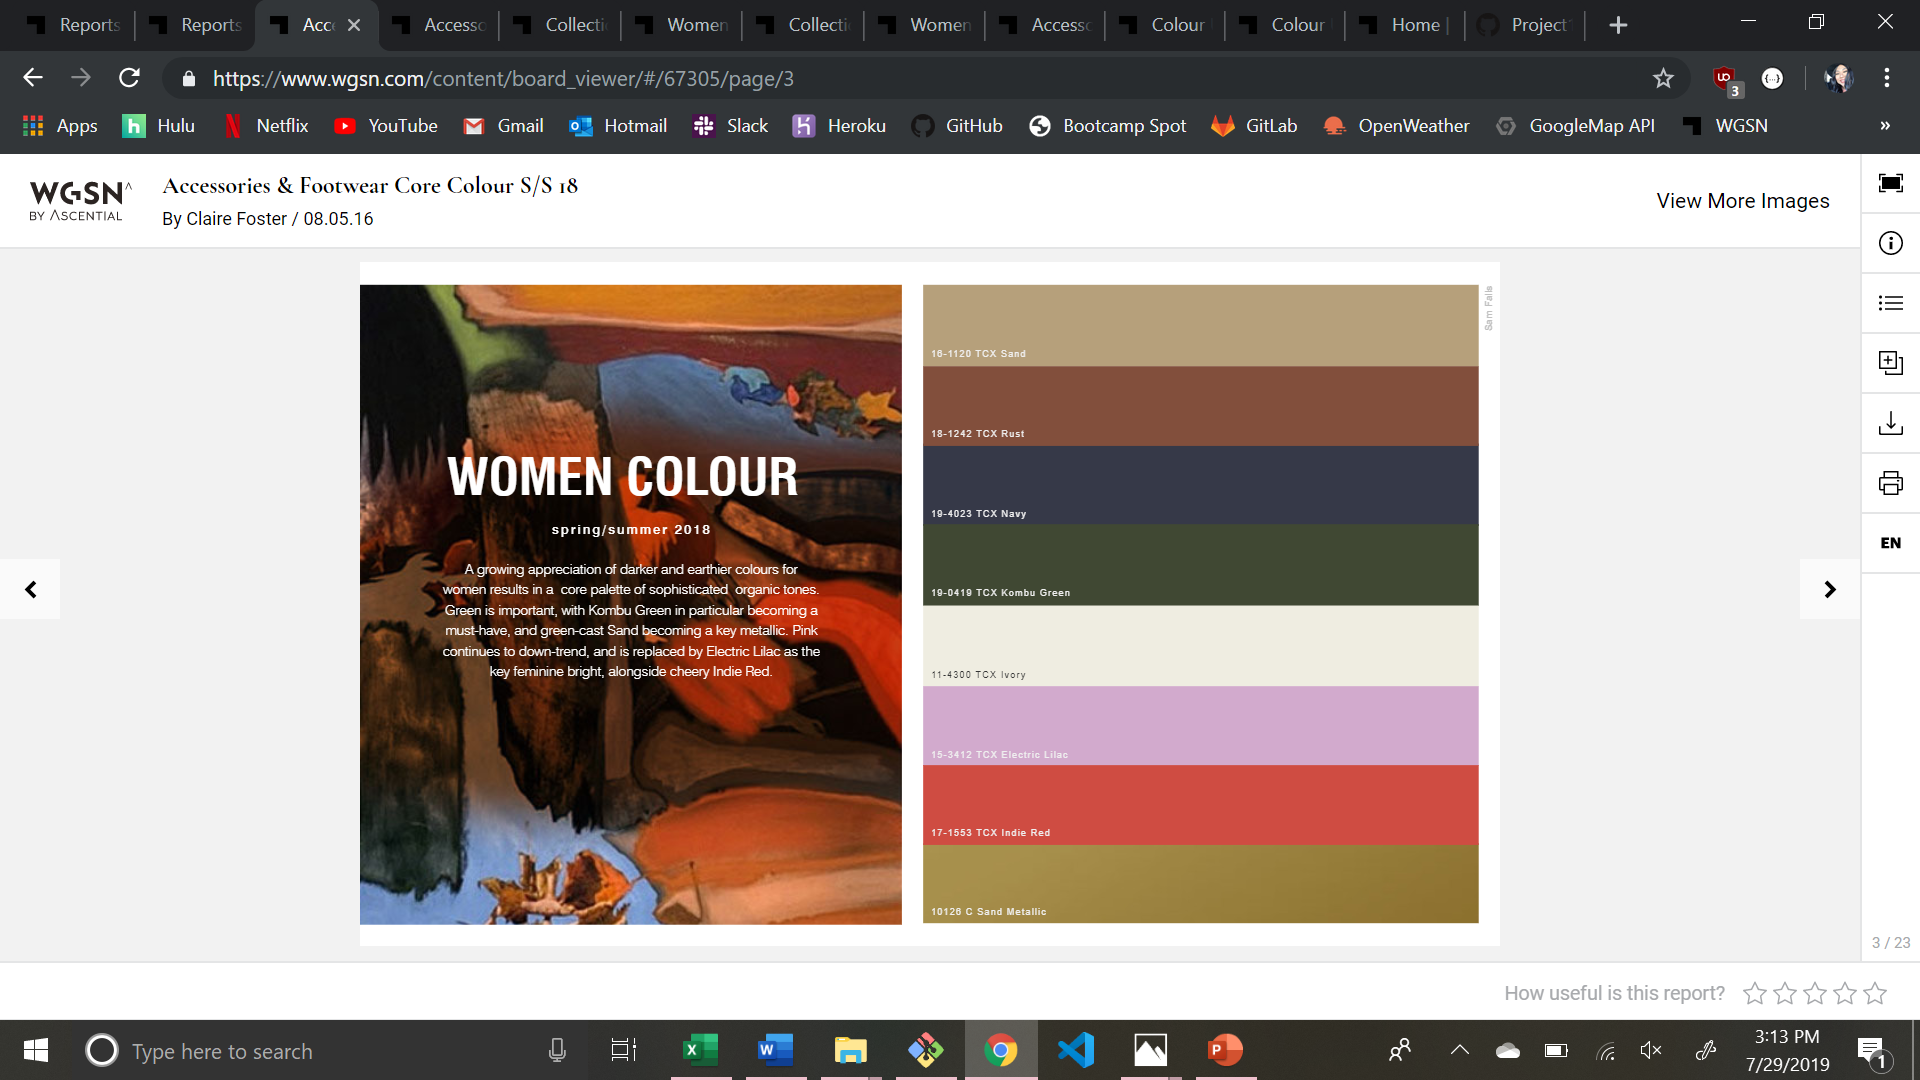 Reports
Reports
Acce
Accesso
Collecti
Women
Collectio
Women
Accesso
Colour
Colour
Home |
Project1
https://www.wgsn.com/content/board_viewer/#/67305/page/3
3
Apps
Hulu
Netflix
YouTube
Gmail
Hotmail
Slack
Heroku
GitHub
Bootcamp Spot
GitLab
OpenWeather
GoogleMap API
WGSN
»
WGSN
BY ASCENTIAL
Accessories & Footwear Core Colour S/S 18
By Claire Foster / 08.05.16
View More Images
WOMEN COLOUR
spring/summer 2018
A growing appreciation of darker and earthier colours for
women results in a core palette of sophisticated organic tones.
Green is important, with Kombu Green in particular becoming a
must-have, and green-cast Sand becoming a key metallic. Pink
continues to down-trend, and is replaced by Electric Lilac as the
key feminine bright, alongside cheery Indie Red.
16-1120 TCX Sand
18-1242 TCX Rust
19-4023 TCX Navy
19-0419 TCX Kombu Green
11-4300 TCX Ivory
15-3412 TCX Electric Lilac
17-1553 TCX Indie Red
10126 C Sand Metallic
Sam Falls
EN
3 / 23
How useful is this report?
Type here to search
3:13 PM
7/29/2019
1